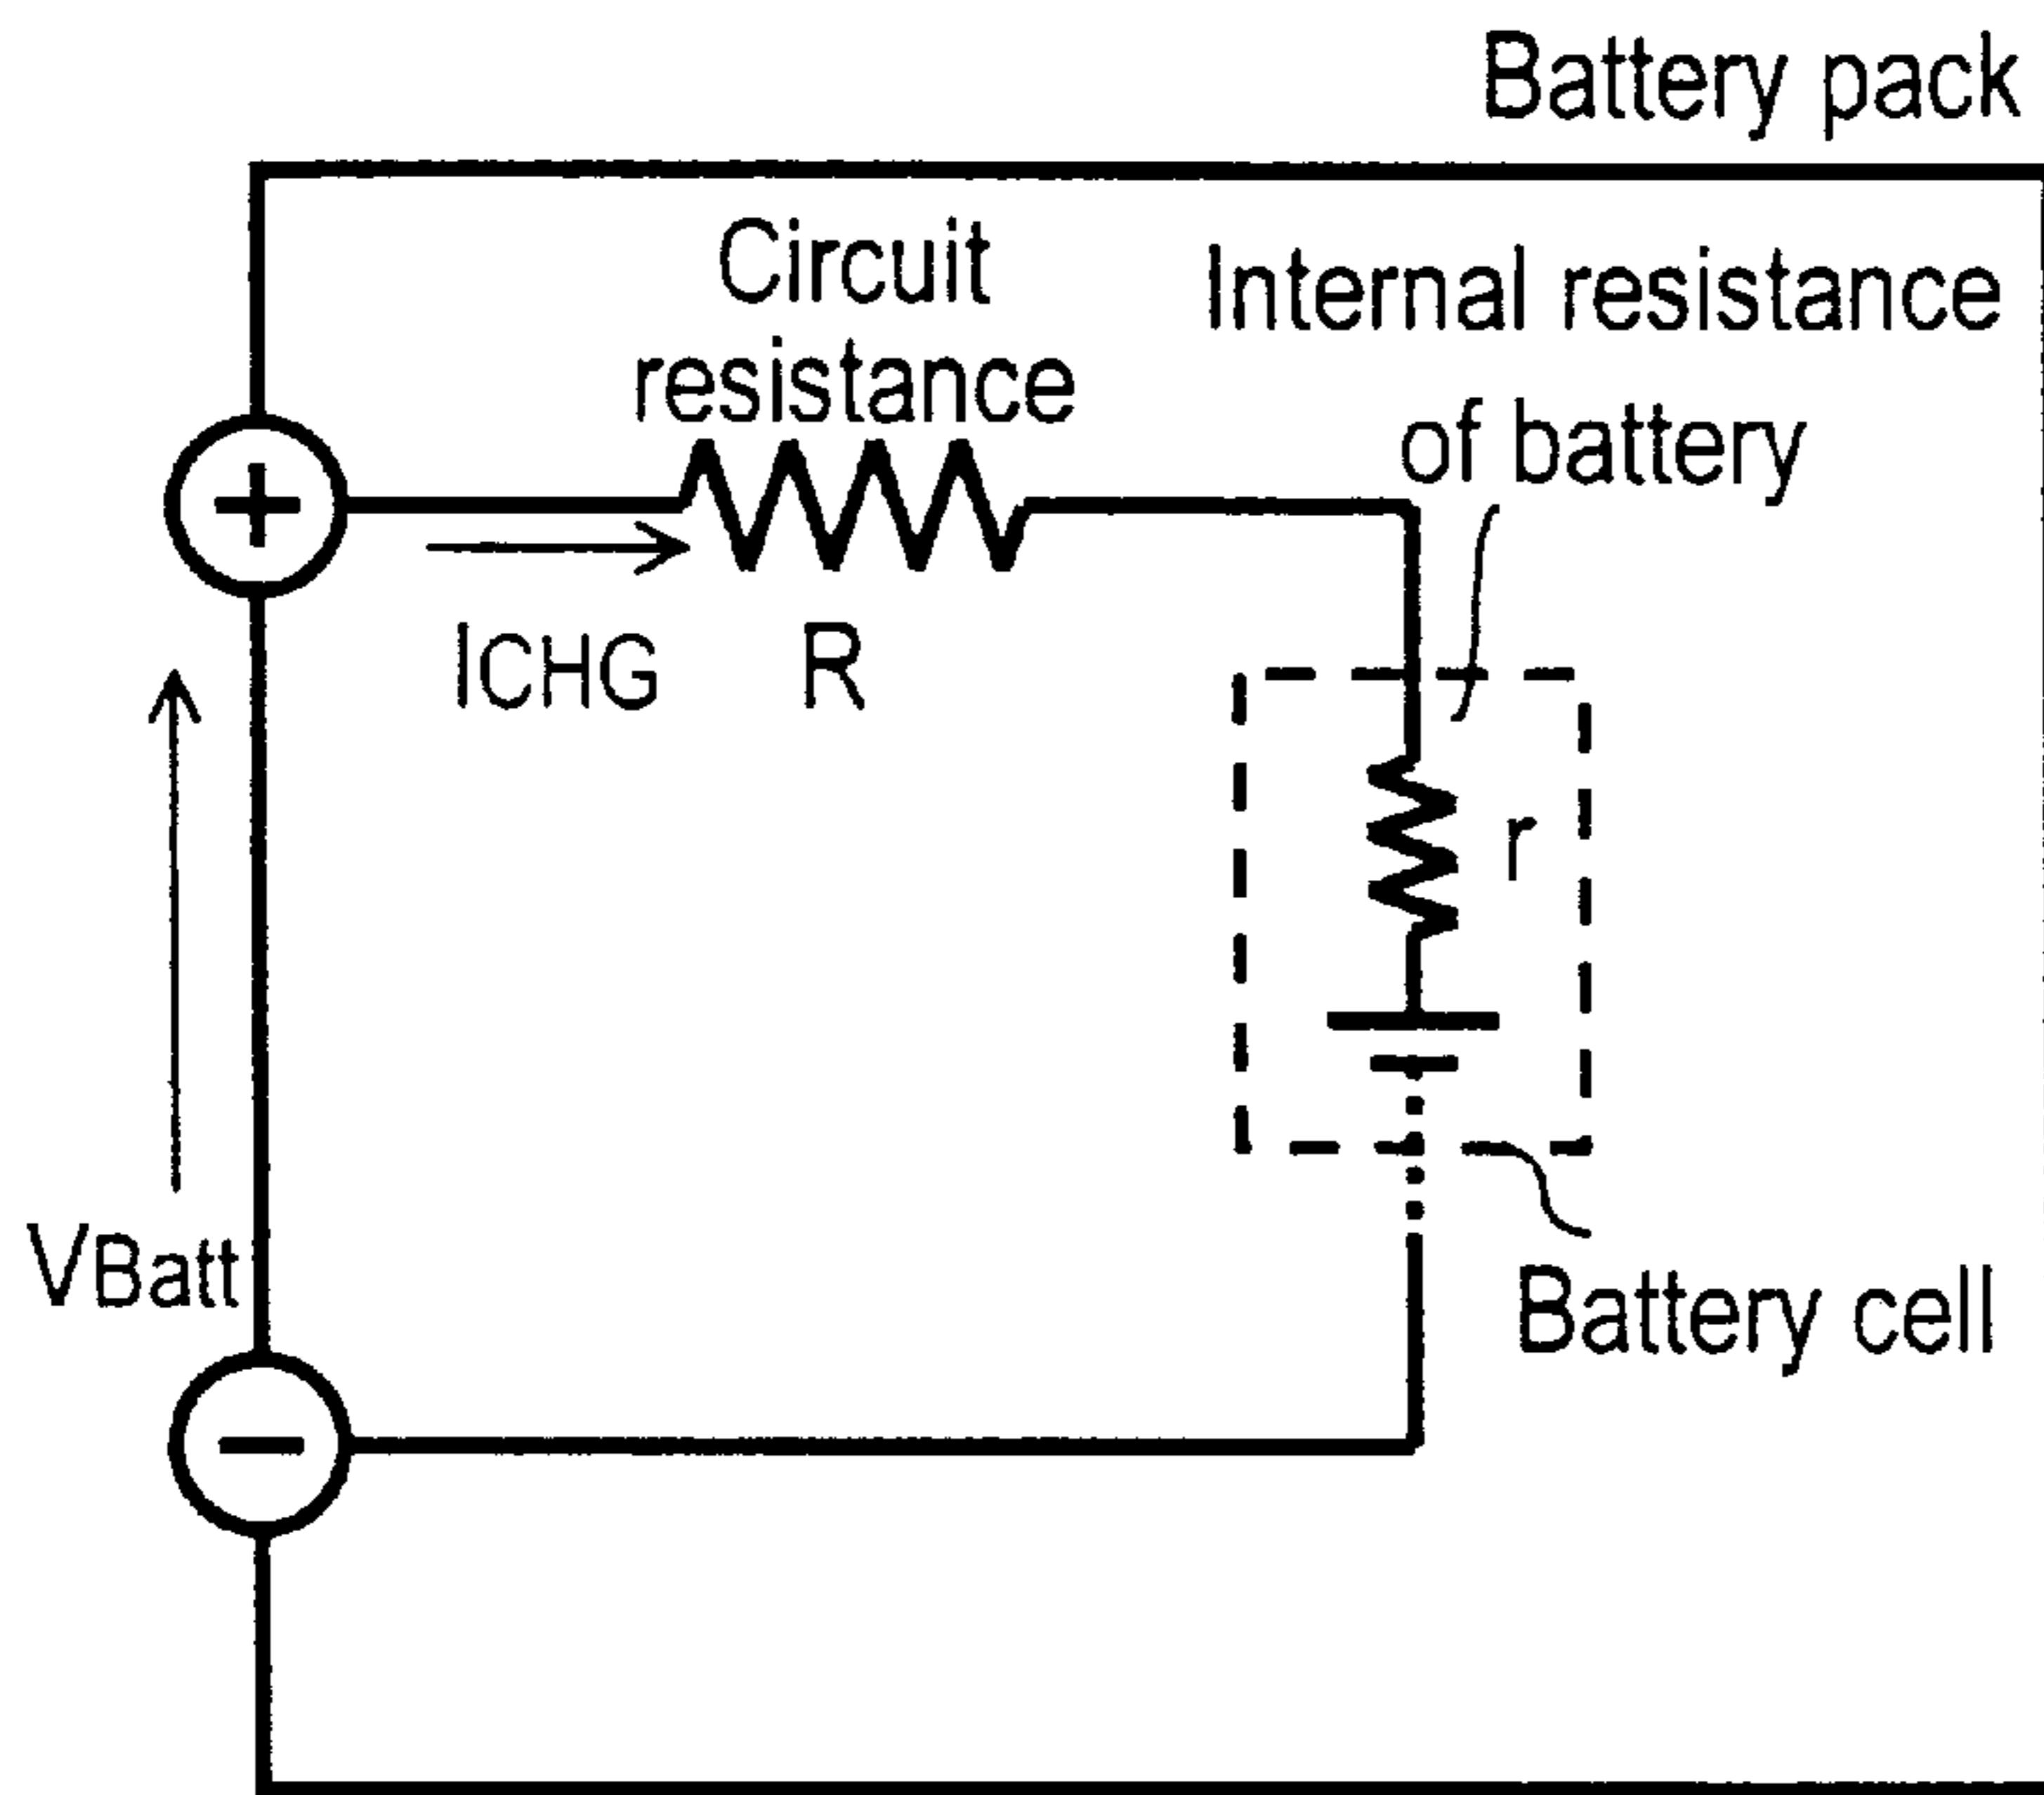 Battery pack
Circuit
resistance
Internal resistance
of battery
+
ICHG
R
r
VBatt
Battery cell
−